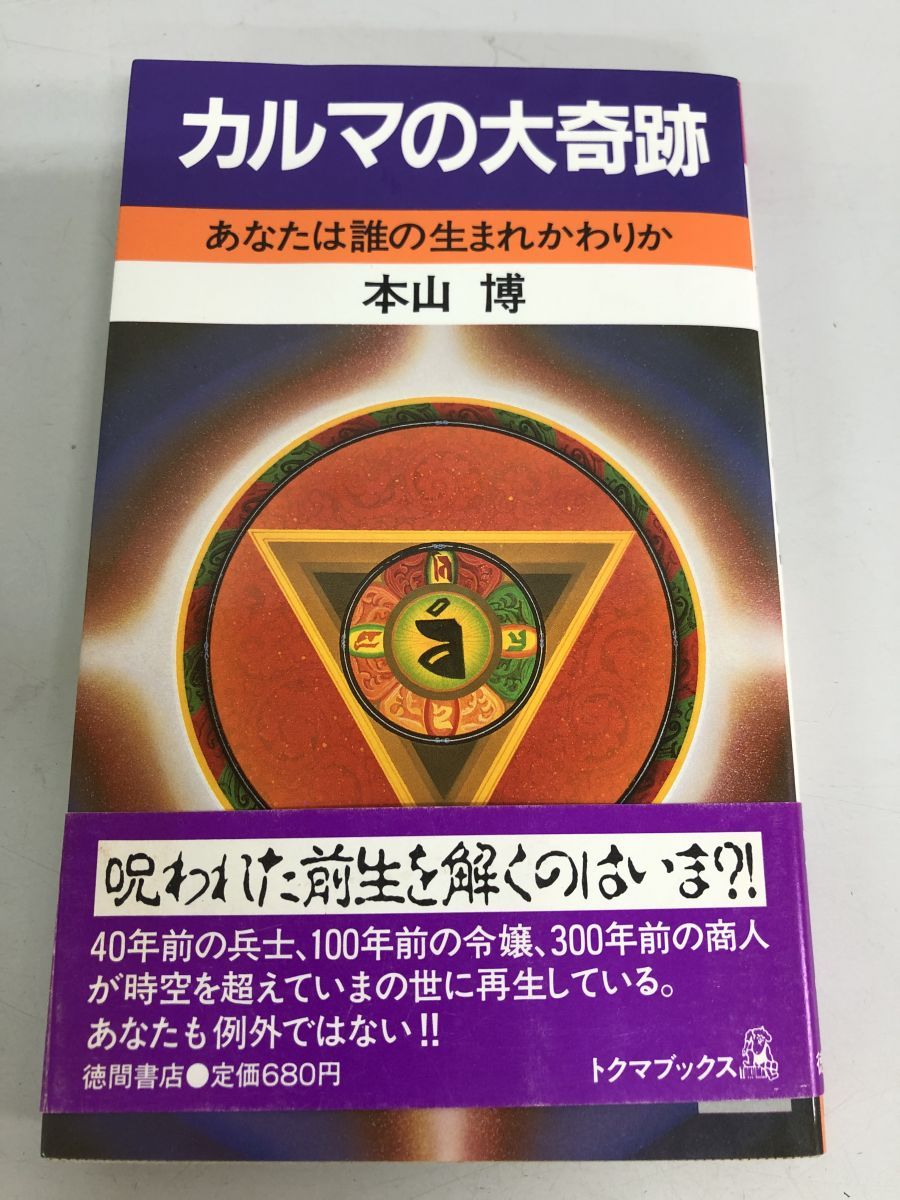 カルマの大奇跡
あなたは誰の生まれかわりか
本山 博
呪われた前生を解くのはいま?!
40年前の兵士、100年前の令嬢、300年前の商人
が時空を超えていまの世に再生している。
あなたも例外ではない!!
徳間書店●定価680円
トクマブックス